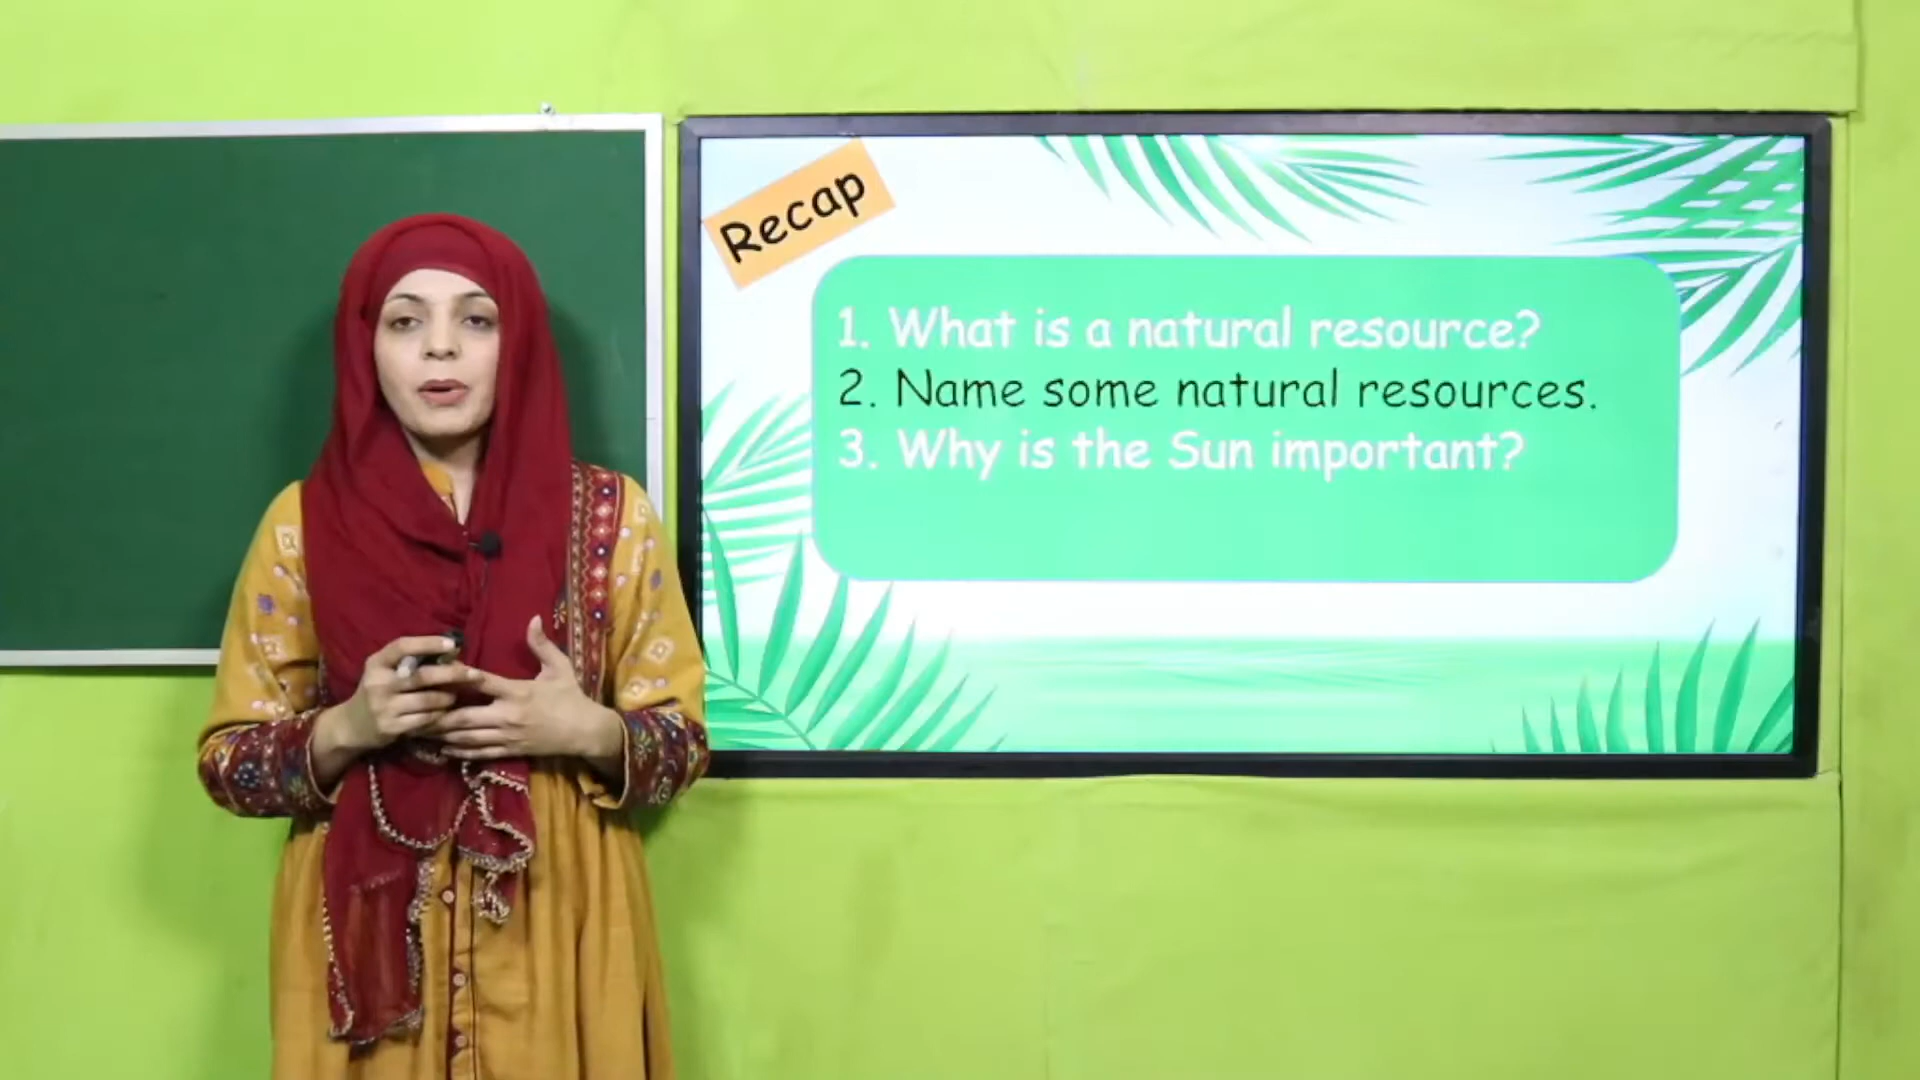 Recap
1. What is a natural resource?
2. Name some natural resources.
3. Why is the Sun important?